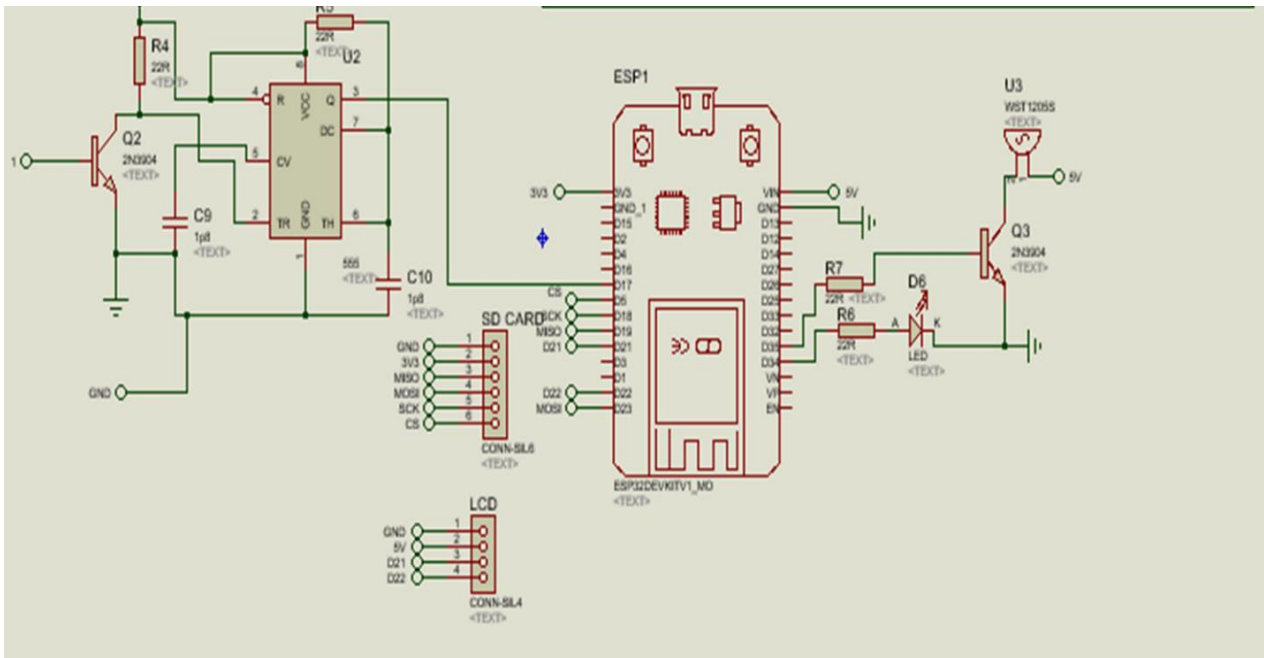 R4
22R
<TEXT>
R5
22R
<TEXT>
U2
8
4
R
VCC
Q
3
DC
7
5
CV
2
TR
GND
TH
6
1
555
<TEXT>
1
Q2
2N3904
<TEXT>
C9
1p8
<TEXT>
C10
1p8
<TEXT>
GND
SD CARD
GND
3V3
MISO
MOSI
SCK
CS
1
2
3
4
5
6
CONN-SIL6
<TEXT>
LCD
GND
5V
D21
D22
1
2
3
4
CONN-SIL4
<TEXT>
ESP1
3V3
CS
SCK
MISO
D21
D22
MOSI
3V3
GND_1
D15
D2
D4
D16
D17
D5
D18
D19
D21
D3
D1
D22
D23
VIN
GND
D13
D12
D14
D27
D26
D25
D33
D32
D35
D34
VN
VP
EN
5V
ESP32DEVKITV1_MO
<TEXT>
R7
22R
<TEXT>
R6
22R
<TEXT>
D6
A
K
LED
<TEXT>
U3
WST1205S
<TEXT>
2
1
5V
Q3
2N3904
<TEXT>